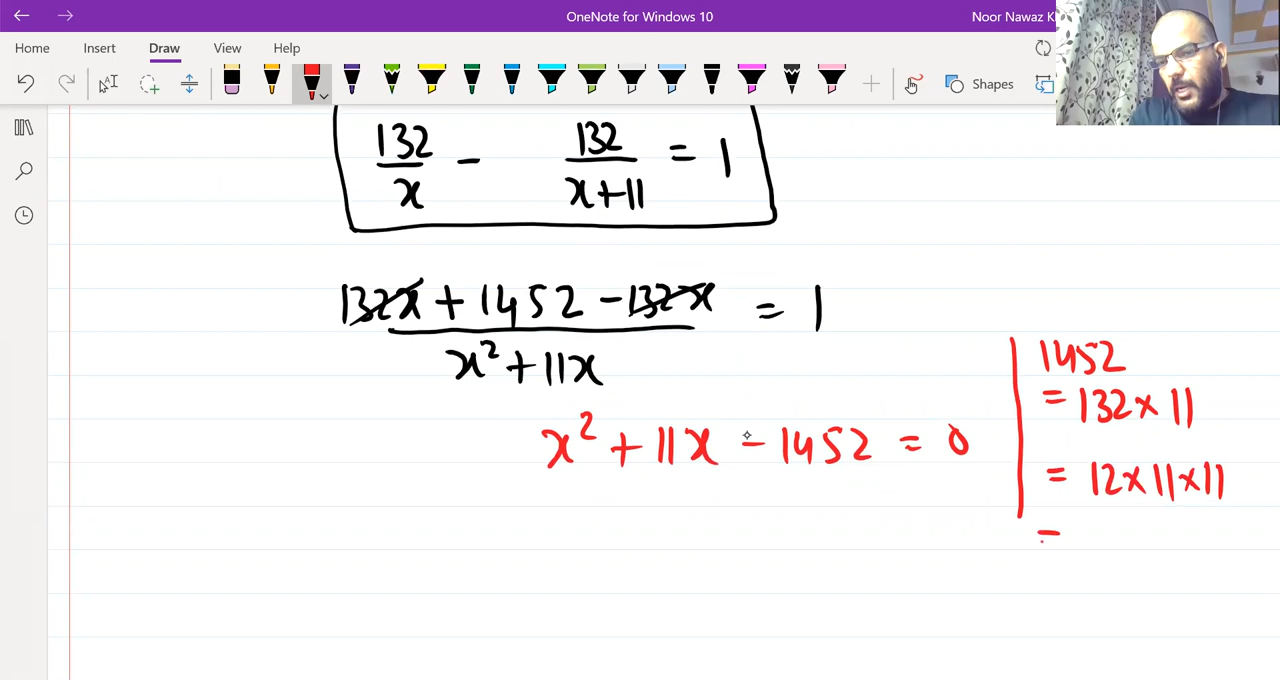 OneNote for Windows 10
Noor Nawaz K
Home Insert Draw View Help
Shapes
132/x - 132/(x+11) = 1
(132x + 1452 - 132x)/(x² + 11x) = 1
x² + 11x - 1452 = 0
1452
= 132 × 11
= 12 × 11 × 11
=